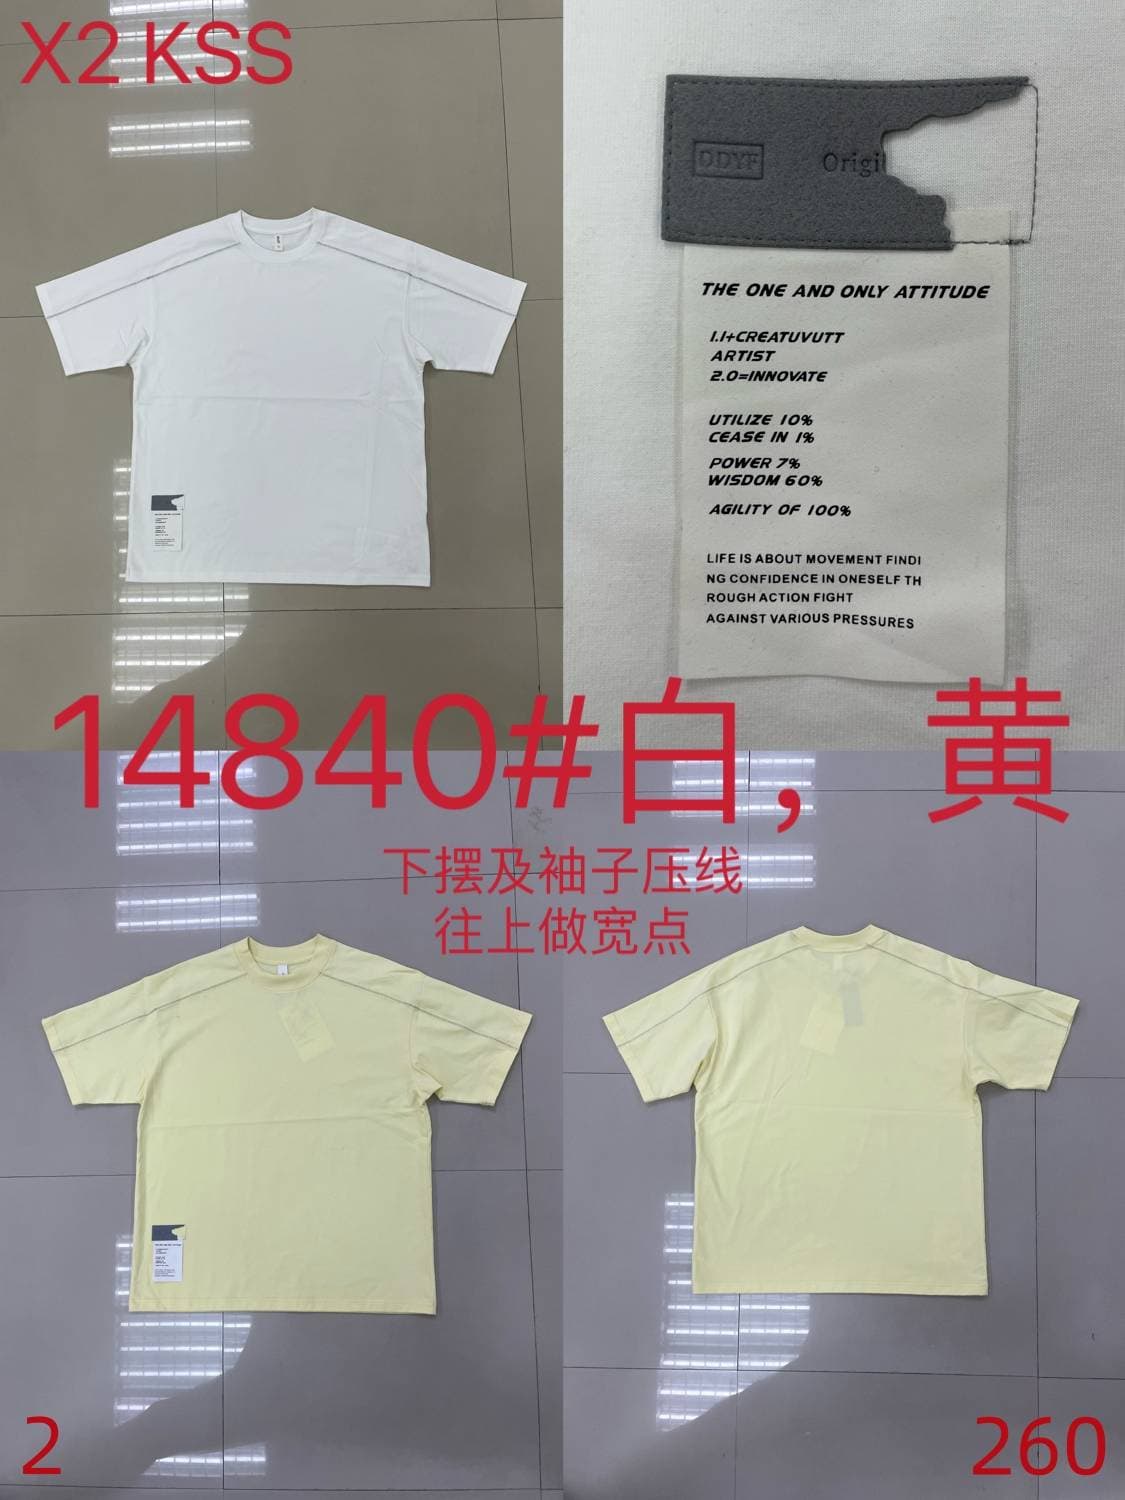 X2 KSS
DDYF Origi
THE ONE AND ONLY ATTITUDE
1.1+CREATUVUTT
ARTIST
2.0=INNOVATE
UTILIZE 10%
CEASE IN 1%
POWER 7%
WISDOM 60%
AGILITY OF 100%
LIFE IS ABOUT MOVEMENT FINDI
NG CONFIDENCE IN ONESELF TH
ROUGH ACTION FIGHT
AGAINST VARIOUS PRESSURES
14840#白，黄
下摆及袖子压线
往上做宽点
2
260